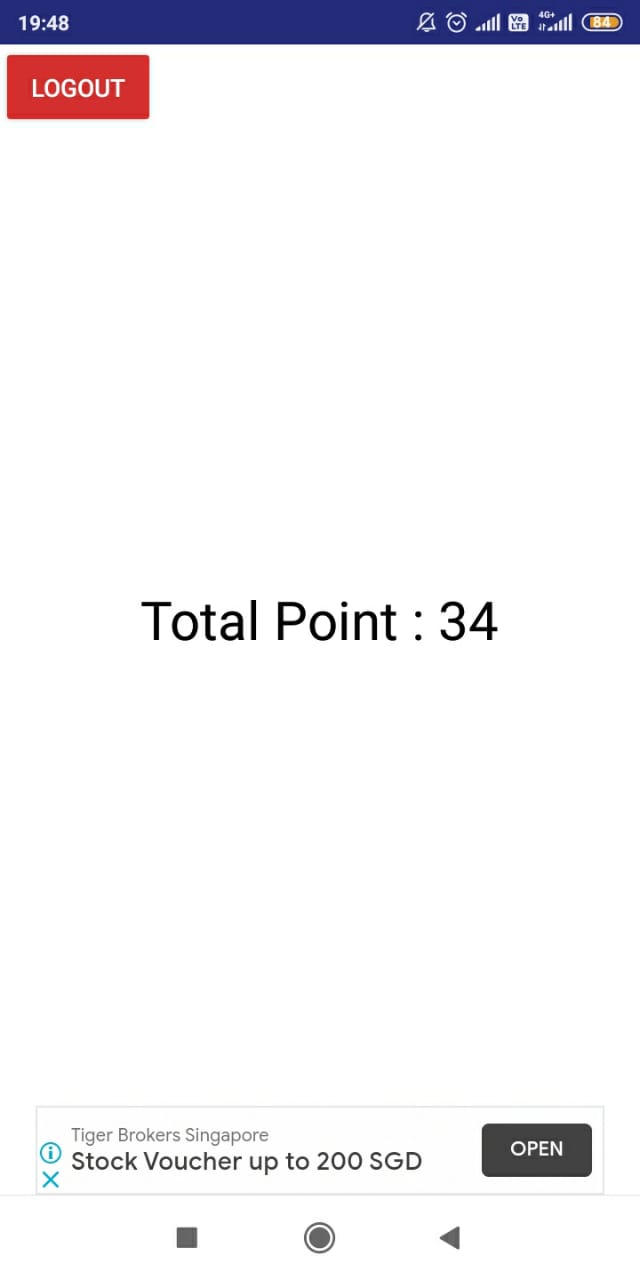 19:48
Vo LTE 4G+ 84
LOGOUT
Total Point : 34
Tiger Brokers Singapore
Stock Voucher up to 200 SGD
OPEN